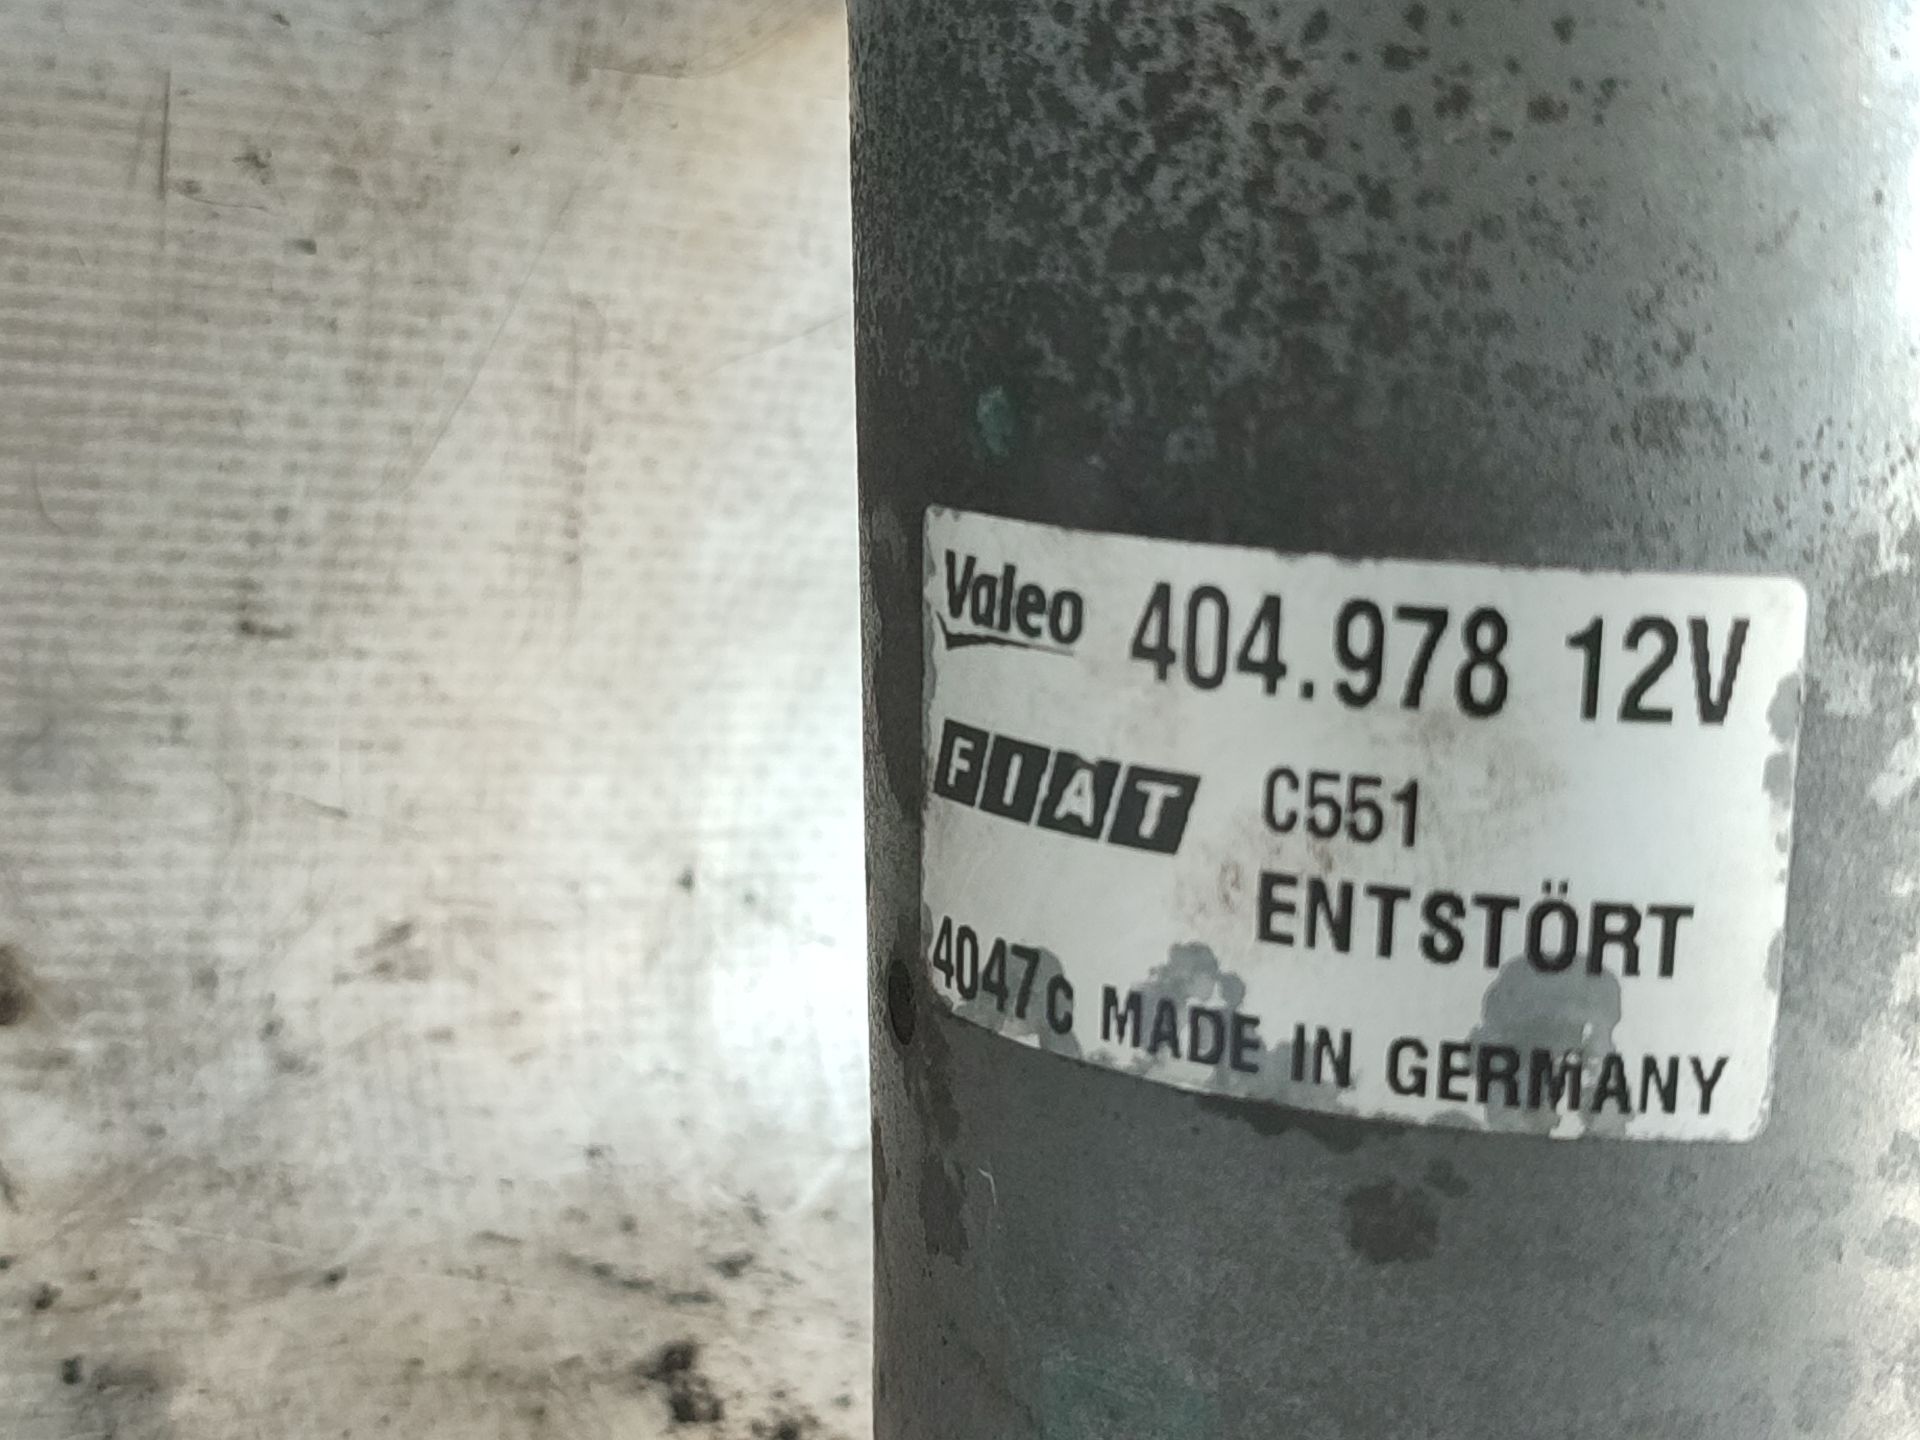 Valeo 404.978 12V
FIAT C551
ENTSTÖRT
4047c MADE IN GERMANY